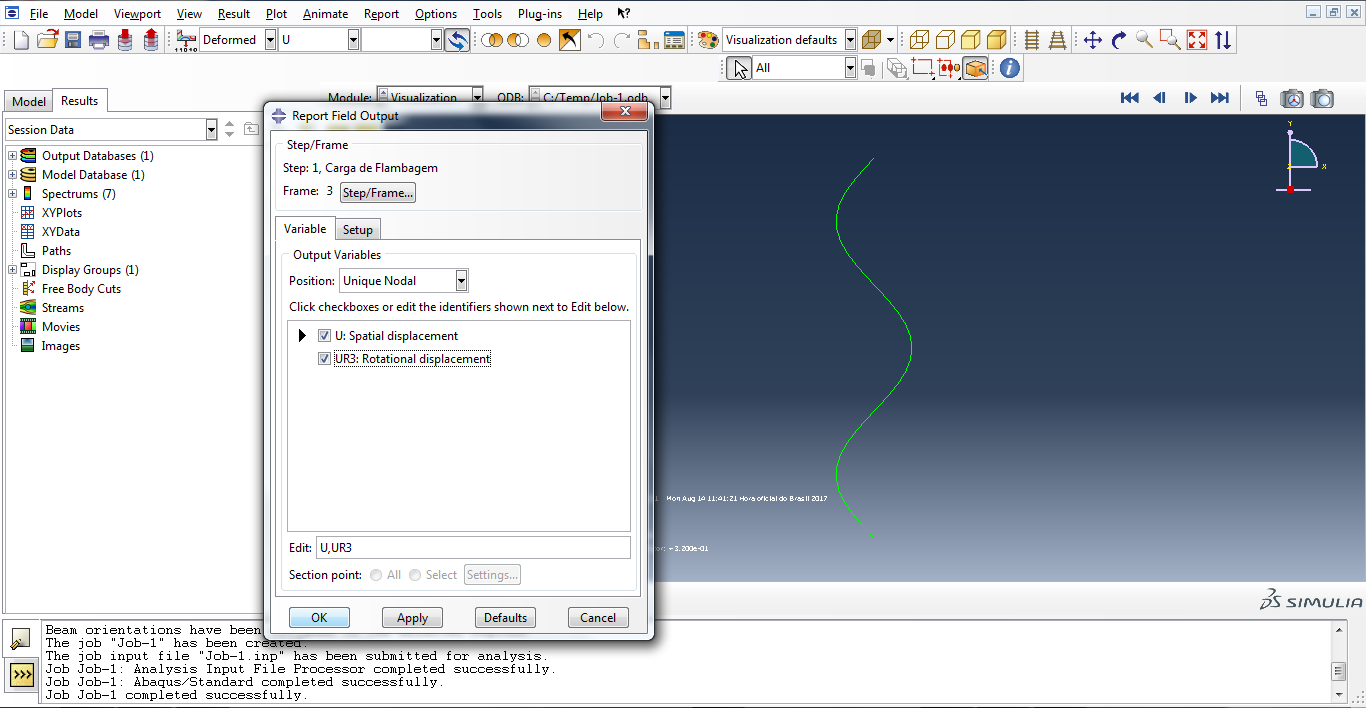 File Model Viewport View Result Plot Animate Report Options Tools Plug-ins Help
11010 Deformed U Visualization defaults
All
Model Results Module: Visualization ODB: C:/Temp/Job-1.odb
Session Data
Output Databases (1)
Model Database (1)
Spectrums (7)
XYPlots
XYData
Paths
Display Groups (1)
Free Body Cuts
Streams
Movies
Images
Report Field Output
Step/Frame
Step: 1, Carga de Flambagem
Frame: 3 Step/Frame...
Variable Setup
Output Variables
Position: Unique Nodal
Click checkboxes or edit the identifiers shown next to Edit below.
U: Spatial displacement
UR3: Rotational displacement
Edit: U,UR3
Section point: All Select Settings...
OK Apply Defaults Cancel
Y
Z X
Mon Aug 14 11:41:21 Hora oficial do Brasil 2017
+3.200e-01
SIMULIA
Beam orientations have been
The job "Job-1" has been created.
The job input file "Job-1.inp" has been submitted for analysis.
Job Job-1: Analysis Input File Processor completed successfully.
Job Job-1: Abaqus/Standard completed successfully.
Job Job-1 completed successfully.